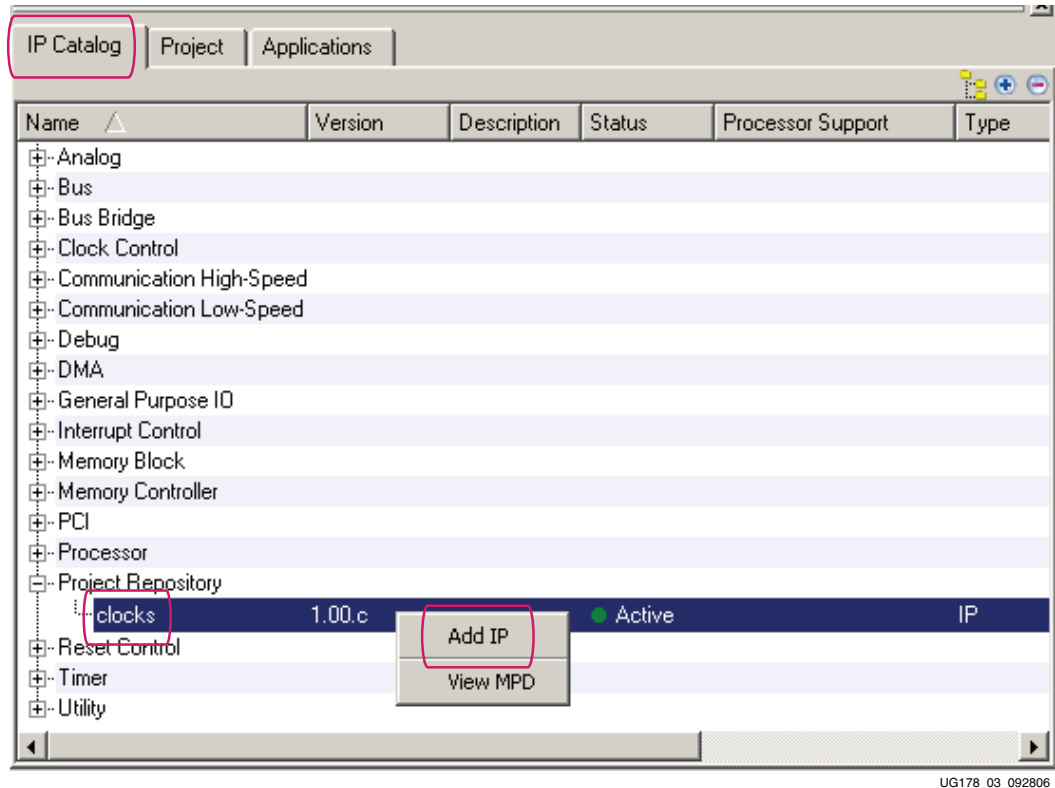 IP Catalog Project Applications
Name Version Description Status Processor Support Type
Analog
Bus
Bus Bridge
Clock Control
Communication High-Speed
Communication Low-Speed
Debug
DMA
General Purpose IO
Interrupt Control
Memory Block
Memory Controller
PCI
Processor
Project Repository
clocks 1.00.c Active IP
Add IP
Reset Control
View MPD
Timer
Utility
UG178_03_092806